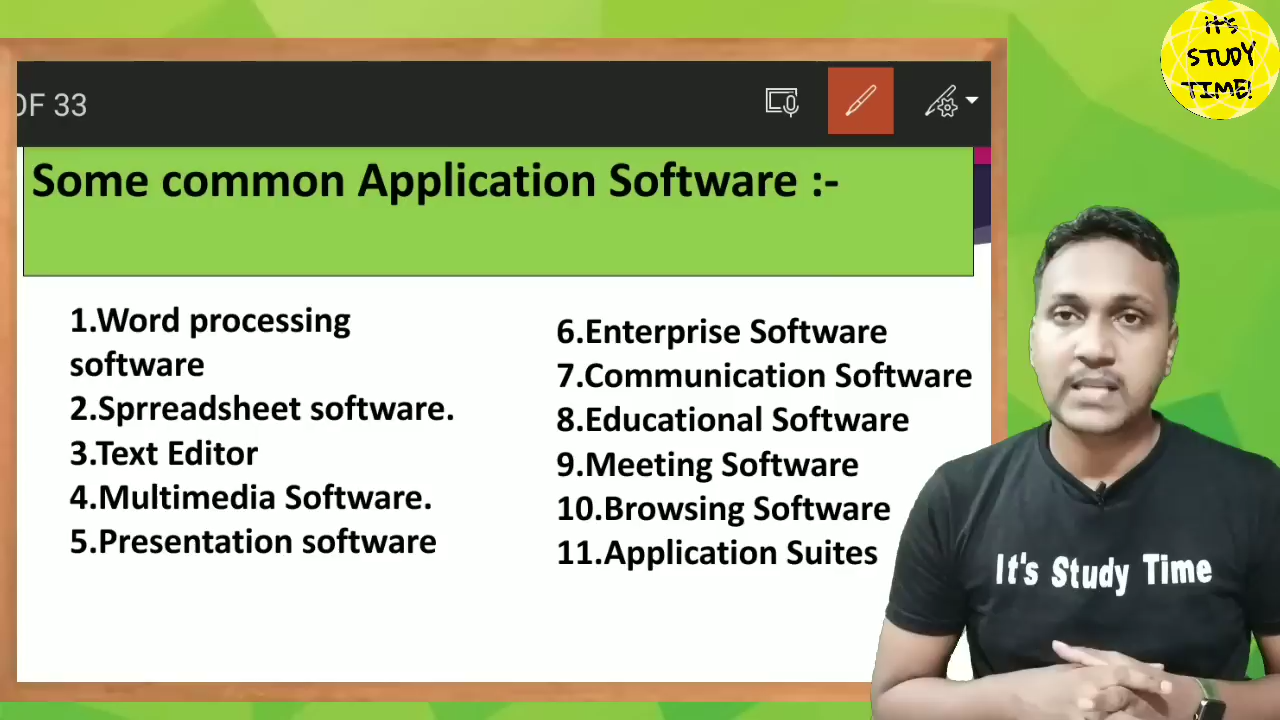 OF 33
IT'S
STUDY
TIME!
Some common Application Software :-
1.Word processing
software
2.Sprreadsheet software.
3.Text Editor
4.Multimedia Software.
5.Presentation software
6.Enterprise Software
7.Communication Software
8.Educational Software
9.Meeting Software
10.Browsing Software
11.Application Suites
It's Study Time